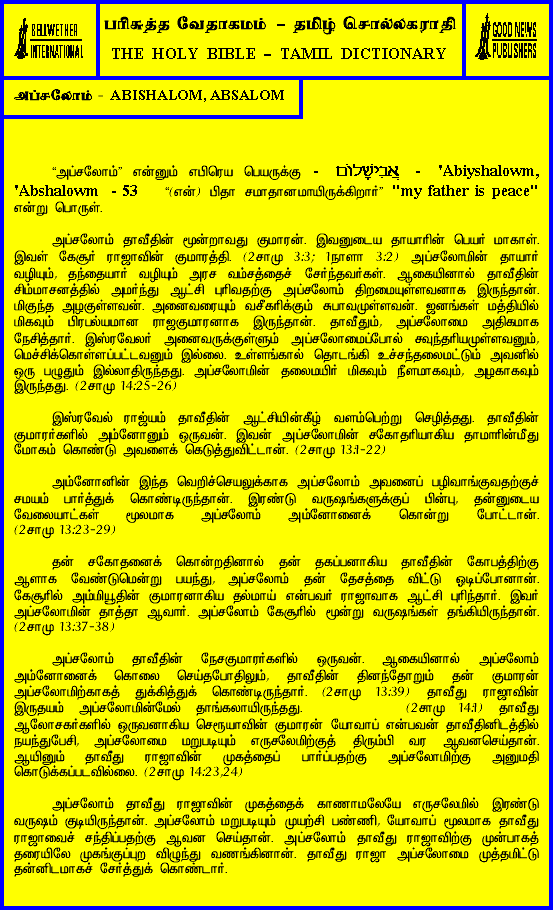 BELLWETHER
INTERNATIONAL
பரிசுத்த வேதாகமம் – தமிழ் சொல்லகராதி
THE HOLY BIBLE – TAMIL DICTIONARY
GOOD NEWS
PUBLISHERS
அப்சலோம் - ABISHALOM, ABSALOM
“அப்சலோம்” என்னும் எபிரெய பெயருக்கு - אֲבִישָׁלוֹם - 'Abiyshalowm,
'Abshalowm - 53 “(என்) பிதா சமாதானமாயிருக்கிறார்” "my father is peace"
என்று பொருள்.
அப்சலோம் தாவீதின் மூன்றாவது குமாரன். இவனுடைய தாயாரின் பெயர் மாகாள்.
இவள் கேசூர் ராஜாவின் குமாரத்தி. (2சாமு 3:3; 1நாளா 3:2) அப்சலோமின் தாயார்
வழியும், தந்தையார் வழியும் அரச வம்சத்தைச் சேர்ந்தவர்கள். ஆகையினால் தாவீதின்
சிம்மாசனத்தில் அமர்ந்து ஆட்சி புரிவதற்கு அப்சலோம் திறமையுள்ளவனாக இருந்தான்.
மிகுந்த அழகுள்ளவன். அனைவரையும் வசீகரிக்கும் சுபாவமுள்ளவன். ஜனங்கள் மத்தியில்
மிகவும் பிரபல்யமான ராஜகுமாரனாக இருந்தான். தாவீதும், அப்சலோமை அதிகமாக
நேசித்தார். இஸ்ரவேலர் அனைவருக்குள்ளும் அப்சலோமைப்போல் சவுந்தரியமுள்ளவனும்,
மெச்சிக்கொள்ளப்பட்டவனும் இல்லை. உள்ளங்கால் தொடங்கி உச்சந்தலைமட்டும் அவனில்
ஒரு பழுதும் இல்லாதிருந்தது. அப்சலோமின் தலைமயிர் மிகவும் நீளமாகவும், அழகாகவும்
இருந்தது. (2சாமு 14:25-26)
இஸ்ரவேல் ராஜ்யம் தாவீதின் ஆட்சியின்கீழ் வளம்பெற்று செழித்தது. தாவீதின்
குமாரர்களில் அம்னோனும் ஒருவன். இவன் அப்சலோமின் சகோதரியாகிய தாமாரின்மீது
மோகம் கொண்டு அவளைக் கெடுத்துவிட்டான். (2சாமு 13:1-22)
அம்னோனின் இந்த வெறிச்செயலுக்காக அப்சலோம் அவனைப் பழிவாங்குவதற்குச்
சமயம் பார்த்துக் கொண்டிருந்தான். இரண்டு வருஷங்களுக்குப் பின்பு, தன்னுடைய
வேலையாட்கள் மூலமாக அப்சலோம் அம்னோனைக் கொன்று போட்டான்.
(2சாமு 13:23-29)
தன் சகோதனைக் கொன்றதினால் தன் தகப்பனாகிய தாவீதின் கோபத்திற்கு
ஆளாக வேண்டுமென்று பயந்து, அப்சலோம் தன் தேசத்தை விட்டு ஓடிப்போனான்.
கேசூரில் அம்மியூதின் குமாரனாகிய தல்மாய் என்பவர் ராஜாவாக ஆட்சி புரிந்தார். இவர்
அப்சலோமின் தாத்தா ஆவார். அப்சலோம் கேசூரில் மூன்று வருஷங்கள் தங்கியிருந்தான்.
(2சாமு 13:37-38)
அப்சலோம் தாவீதின் நேசகுமாரர்களில் ஒருவன். ஆகையினால் அப்சலோம்
அம்னோனைக் கொலை செய்தபோதிலும், தாவீதின் தினந்தோறும் தன் குமாரன்
அப்சலோமிற்காகத் துக்கித்துக் கொண்டிருந்தார். (2சாமு 13:39) தாவீது ராஜாவின்
இருதயம் அப்சலோமின்மேல் தாங்கலாயிருந்தது. (2சாமு 14:1) தாவீது
ஆலோசகர்களில் ஒருவனாகிய செரூயாவின் குமாரன் யோவாப் என்பவன் தாவீதினிடத்தில்
நயந்துபேசி, அப்சலோமை மறுபடியும் எருசலேமிற்குத் திரும்பி வர ஆவனசெய்தான்.
ஆயினும் தாவீது ராஜாவின் முகத்தைப் பார்ப்பதற்கு அப்சலோமிற்கு அனுமதி
கொடுக்கப்படவில்லை. (2சாமு 14:23,24)
அப்சலோம் தாவீது ராஜாவின் முகத்தைக் காணாமலேயே எருசலேமில் இரண்டு
வருஷம் குடியிருந்தான். அப்சலோம் மறுபடியும் முயற்சி பண்ணி, யோவாப் மூலமாக தாவீது
ராஜாவைச் சந்திப்பதற்கு ஆவன செய்தான். அப்சலோம் தாவீது ராஜாவிற்கு முன்பாகத்
தரையிலே முகங்குப்புற விழுந்து வணங்கினான். தாவீது ராஜா அப்சலோமை முத்தமிட்டு
தன்னிடமாகச் சேர்த்துக் கொண்டார்.